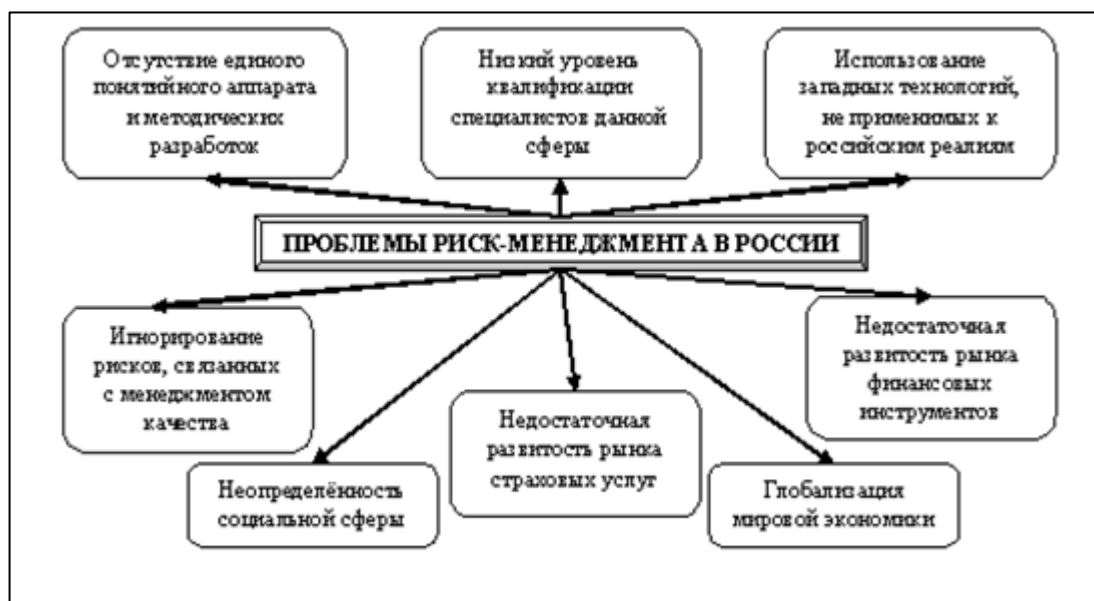 Отсутствие единого
понятийного аппарата
и методических
разработок
Низкий уровень
квалификации
специалистов данной
сферы
Использование
западных технологий,
не применимых к
российским реалиям
ПРОБЛЕМЫ РИСК-МЕНЕДЖМЕНТА В РОССИИ
Игнорирование
рисков, связанных
с менеджментом
качества
Неопределённость
социальной сферы
Недостаточная
развитость рынка
страховых услуг
Глобализация
мировой экономики
Недостаточная
развитость рынка
финансовых
инструментов